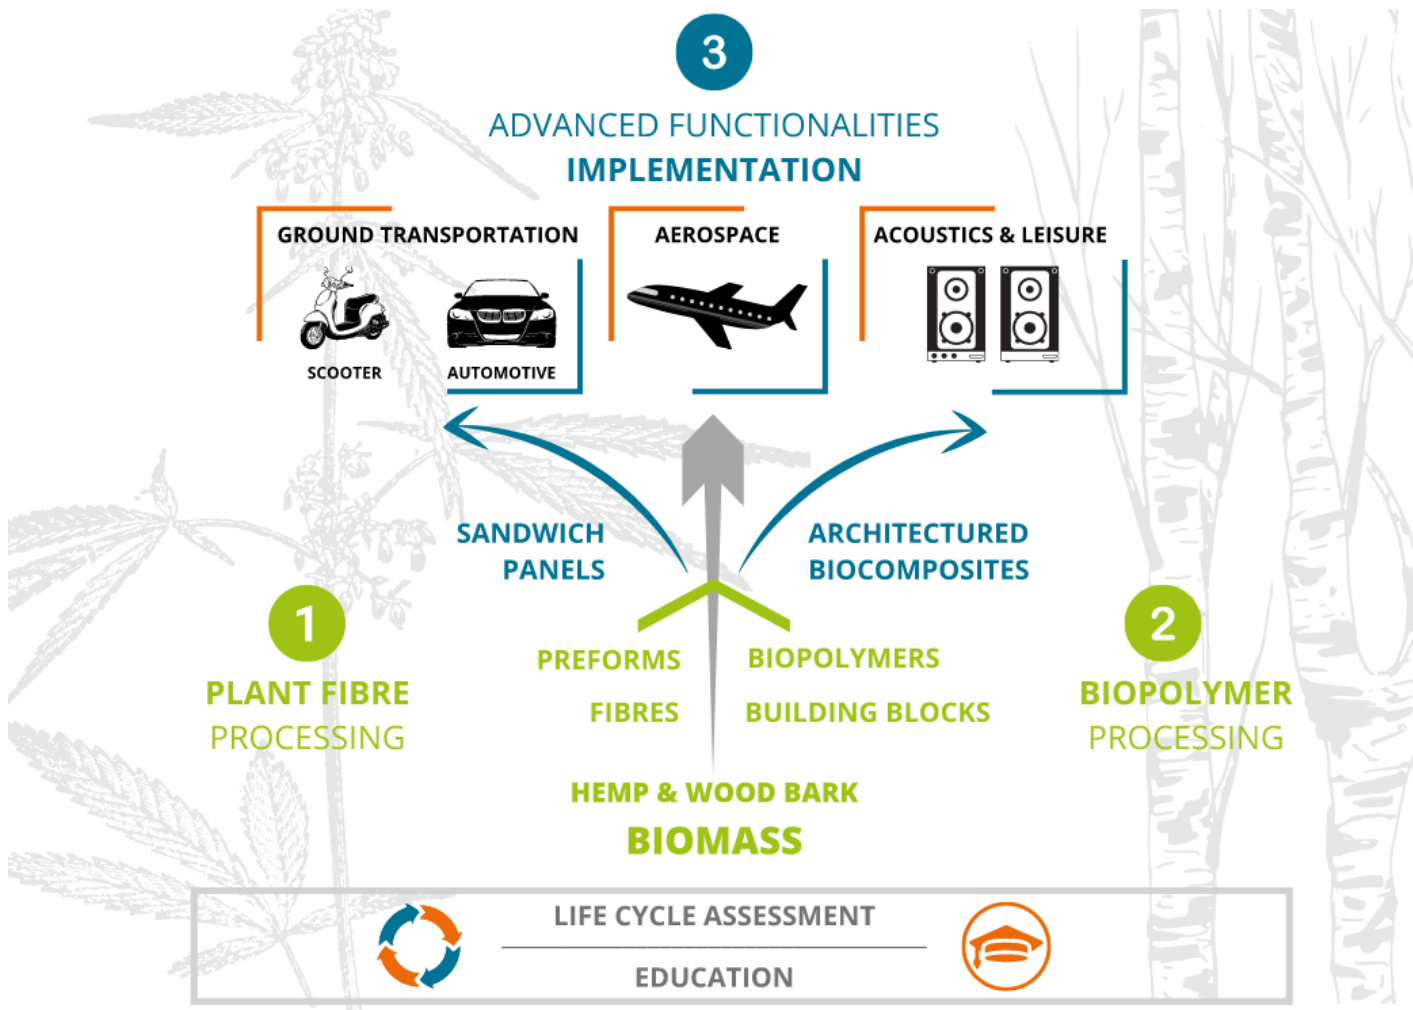 3
ADVANCED FUNCTIONALITIES
IMPLEMENTATION
GROUND TRANSPORTATION
SCOOTER
AUTOMOTIVE
AEROSPACE
ACOUSTICS & LEISURE
SANDWICH
PANELS
ARCHITECTURED
BIOCOMPOSITES
1
PLANT FIBRE
PROCESSING
PREFORMS
FIBRES
BIOPOLYMERS
BUILDING BLOCKS
2
BIOPOLYMER
PROCESSING
HEMP & WOOD BARK
BIOMASS
LIFE CYCLE ASSESSMENT
EDUCATION